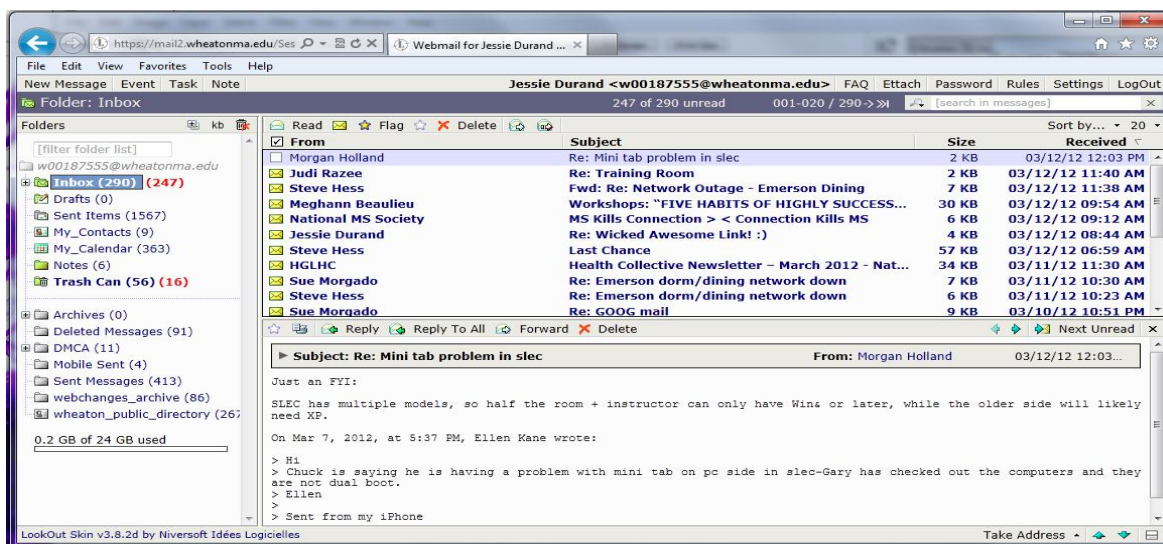 https://mail2.wheatonma.edu/Ses
Webmail for Jessie Durand ...
File Edit View Favorites Tools Help
New Message Event Task Note Jessie Durand <w00187555@wheatonma.edu> FAQ Ettach Password Rules Settings LogOut
Folder: Inbox 247 of 290 unread 001-020 / 290 [search in messages]
Folders kb Read Flag Delete Sort by... 20
[filter folder list]
w00187555@wheatonma.edu
Inbox (290) (247)
Drafts (0)
Sent Items (1567)
My_Contacts (9)
My_Calendar (363)
Notes (6)
Trash Can (56) (16)
Archives (0)
Deleted Messages (91)
DMCA (11)
Mobile Sent (4)
Sent Messages (413)
webchanges_archive (86)
wheaton_public_directory (267
0.2 GB of 24 GB used
From Subject Size Received
Morgan Holland Re: Mini tab problem in slec 2 KB 03/12/12 12:03 PM
Judi Razee Re: Training Room 2 KB 03/12/12 11:40 AM
Steve Hess Fwd: Re: Network Outage - Emerson Dining 7 KB 03/12/12 11:38 AM
Meghann Beaulieu Workshops: “FIVE HABITS OF HIGHLY SUCCESS... 30 KB 03/12/12 09:54 AM
National MS Society MS Kills Connection > < Connection Kills MS 6 KB 03/12/12 09:12 AM
Jessie Durand Re: Wicked Awesome Link! :) 4 KB 03/12/12 08:44 AM
Steve Hess Last Chance 57 KB 03/12/12 06:59 AM
HGLHC Health Collective Newsletter – March 2012 - Nat... 34 KB 03/11/12 11:30 AM
Sue Morgado Re: Emerson dorm/dining network down 7 KB 03/11/12 10:30 AM
Steve Hess Re: Emerson dorm/dining network down 6 KB 03/11/12 10:23 AM
Sue Morgado Re: GOOG mail 9 KB 03/10/12 10:51 PM
Reply Reply To All Forward Delete Next Unread
Subject: Re: Mini tab problem in slec From: Morgan Holland 03/12/12 12:03...
Just an FYI:
SLEC has multiple models, so half the room + instructor can only have Win& or later, while the older side will likely
need XP.
On Mar 7, 2012, at 5:37 PM, Ellen Kane wrote:
> Hi
> Chuck is saying he is having a problem with mini tab on pc side in slec-Gary has checked out the computers and they
are not dual boot.
> Ellen
>
> Sent from my iPhone
LookOut Skin v3.8.2d by Niversoft Idées Logicielles Take Address